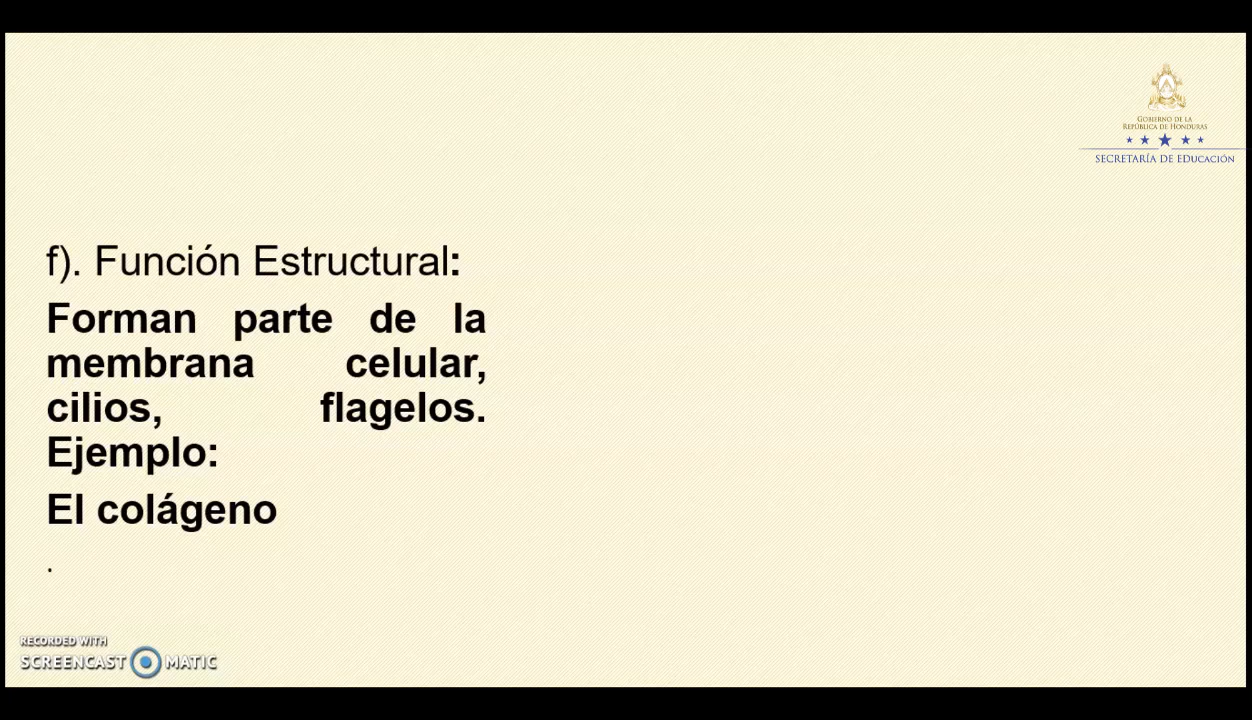 GOBIERNO DE LA
REPÚBLICA DE HONDURAS
SECRETARÍA DE EDUCACIÓN
f). Función Estructural:
Forman parte de la
membrana celular,
cilios, flagelos.
Ejemplo:
El colágeno
.
RECORDED WITH
SCREENCAST MATIC